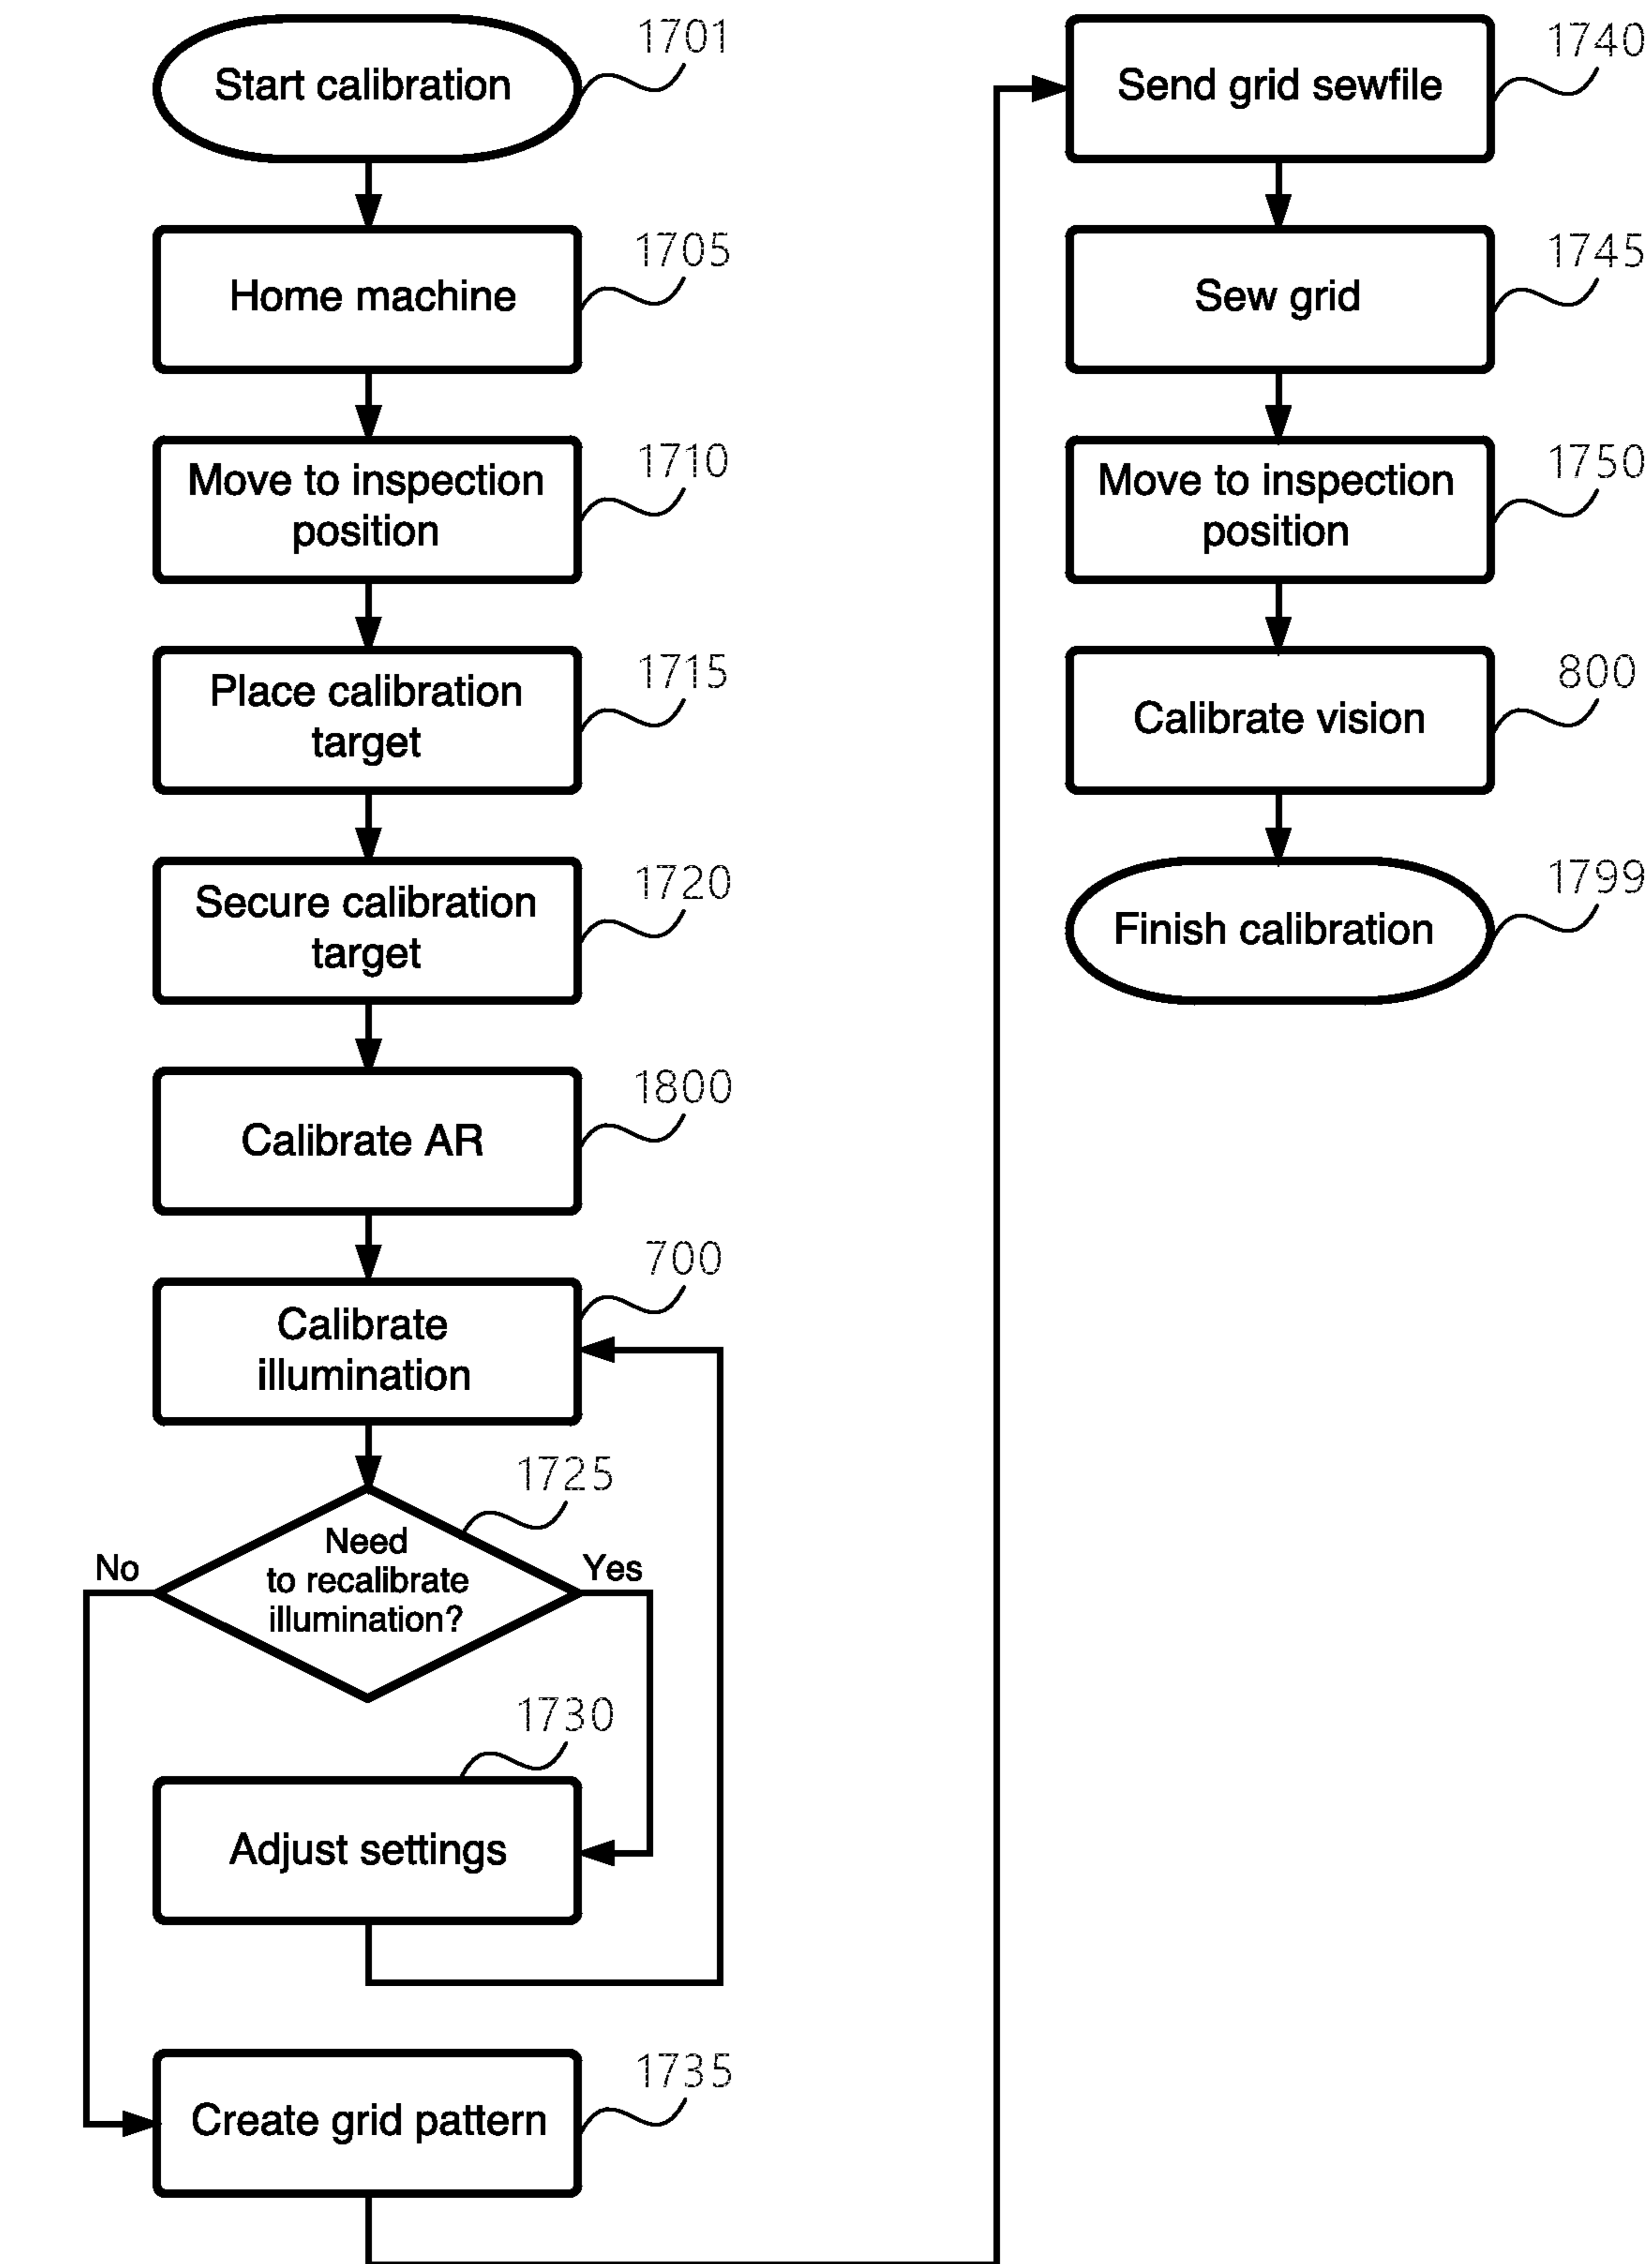 Start calibration
1701
Home machine
1705
Move to inspection
position
1710
Place calibration
target
1715
Secure calibration
target
1720
Calibrate AR
1800
Calibrate
illumination
700
Need
to recalibrate
illumination?
1725
No
Yes
1730
Adjust settings
Create grid pattern
1735
Send grid sewfile
1740
Sew grid
1745
Move to inspection
position
1750
Calibrate vision
800
Finish calibration
1799